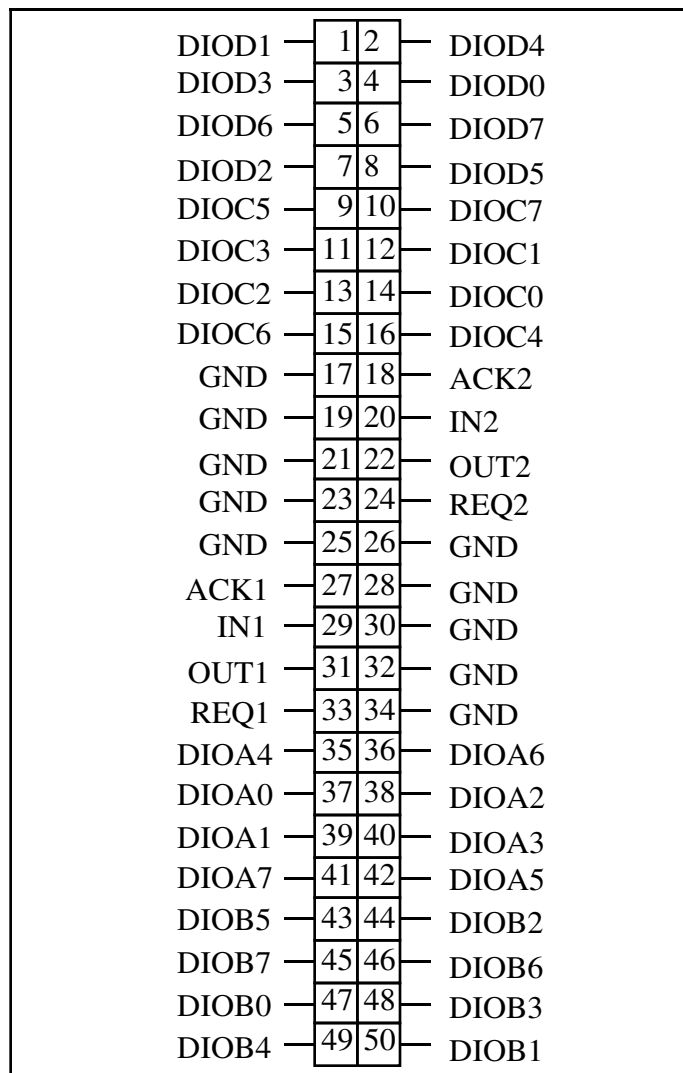 DIOD1 1 2 DIOD4
DIOD3 3 4 DIOD0
DIOD6 5 6 DIOD7
DIOD2 7 8 DIOD5
DIOC5 9 10 DIOC7
DIOC3 11 12 DIOC1
DIOC2 13 14 DIOC0
DIOC6 15 16 DIOC4
GND 17 18 ACK2
GND 19 20 IN2
GND 21 22 OUT2
GND 23 24 REQ2
GND 25 26 GND
ACK1 27 28 GND
IN1 29 30 GND
OUT1 31 32 GND
REQ1 33 34 GND
DIOA4 35 36 DIOA6
DIOA0 37 38 DIOA2
DIOA1 39 40 DIOA3
DIOA7 41 42 DIOA5
DIOB5 43 44 DIOB2
DIOB7 45 46 DIOB6
DIOB0 47 48 DIOB3
DIOB4 49 50 DIOB1